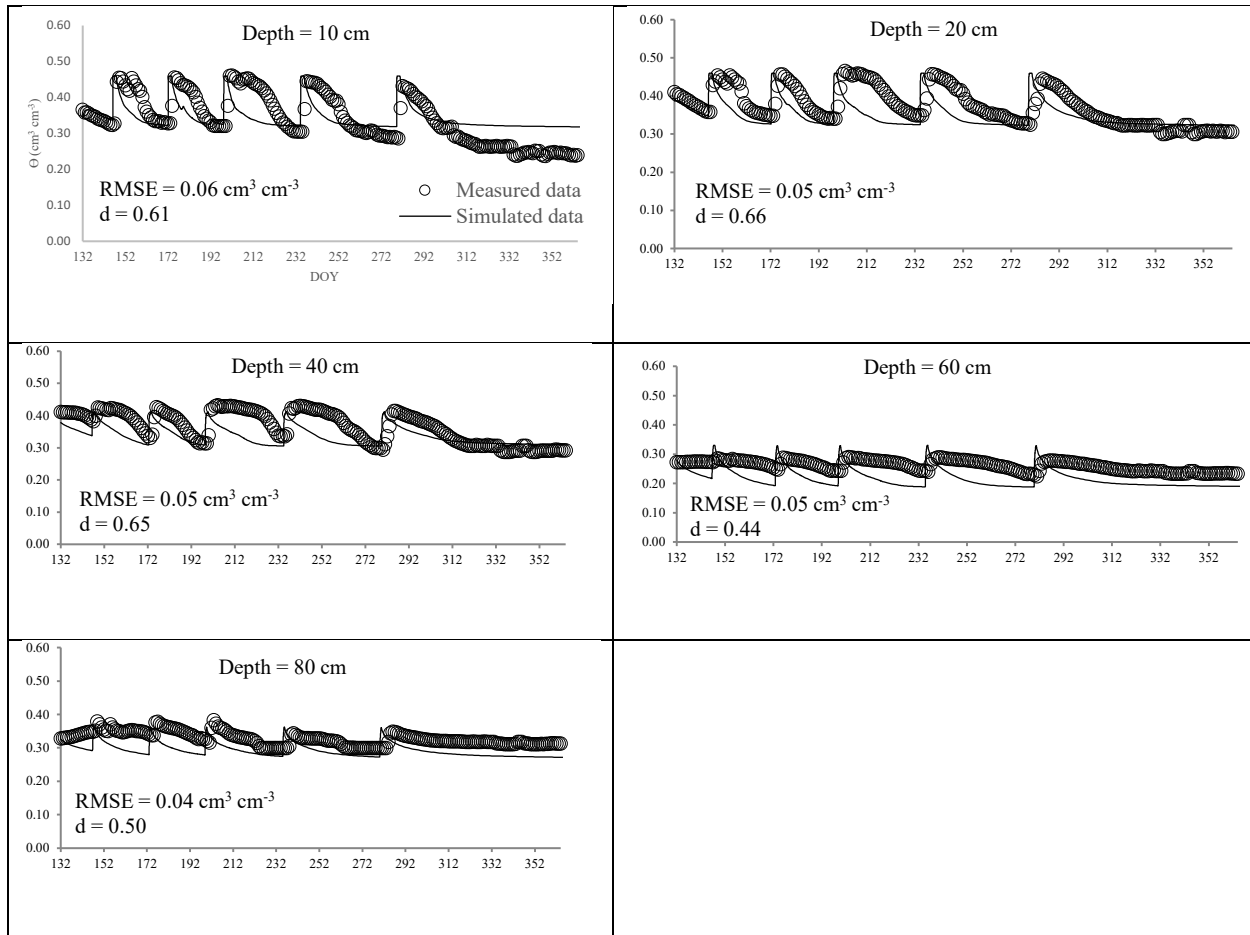 Depth = 10 cm
0.60
0.50
0.40
0.30
0.20
0.10
0.00
Θ (cm³ cm⁻³)
RMSE = 0.06 cm³ cm⁻³
d = 0.61
Measured data
Simulated data
132 152 172 192 212 232 252 272 292 312 332 352
DOY
Depth = 20 cm
0.60
0.50
0.40
0.30
0.20
0.10
0.00
RMSE = 0.05 cm³ cm⁻³
d = 0.66
132 152 172 192 212 232 252 272 292 312 332 352
Depth = 40 cm
0.60
0.50
0.40
0.30
0.20
0.10
0.00
RMSE = 0.05 cm³ cm⁻³
d = 0.65
132 152 172 192 212 232 252 272 292 312 332 352
Depth = 60 cm
0.60
0.50
0.40
0.30
0.20
0.10
0.00
RMSE = 0.05 cm³ cm⁻³
d = 0.44
132 152 172 192 212 232 252 272 292 312 332 352
Depth = 80 cm
0.60
0.50
0.40
0.30
0.20
0.10
0.00
RMSE = 0.04 cm³ cm⁻³
d = 0.50
132 152 172 192 212 232 252 272 292 312 332 352